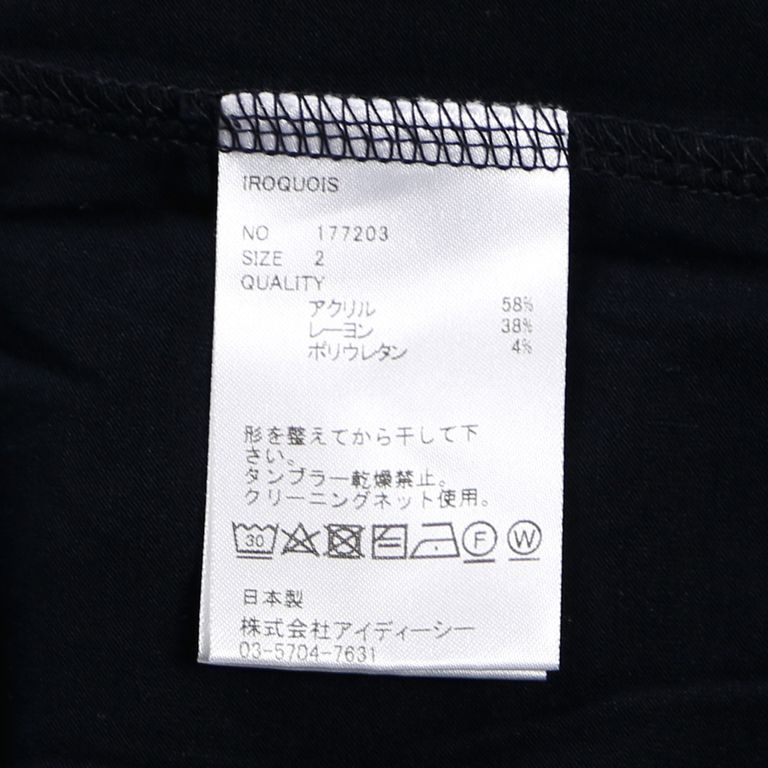 IROQUOIS
NO 177203
SIZE 2
QUALITY
アクリル 58%
レーヨン 38%
ポリウレタン 4%
形を整えてから干して下
さい。
タンブラー乾燥禁止。
クリーニングネット使用。
30 F W
日本製
株式会社アイディーシー
03-5704-7631